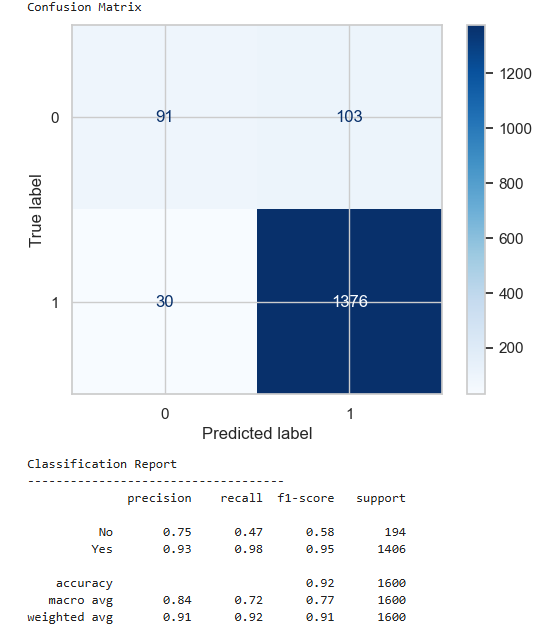 Confusion Matrix
0
91
103
1
30
1376
True label
0
1
Predicted label
1200
1000
800
600
400
200
Classification Report
------------------------------------
precision recall f1-score support
No 0.75 0.47 0.58 194
Yes 0.93 0.98 0.95 1406
accuracy 0.92 1600
macro avg 0.84 0.72 0.77 1600
weighted avg 0.91 0.92 0.91 1600